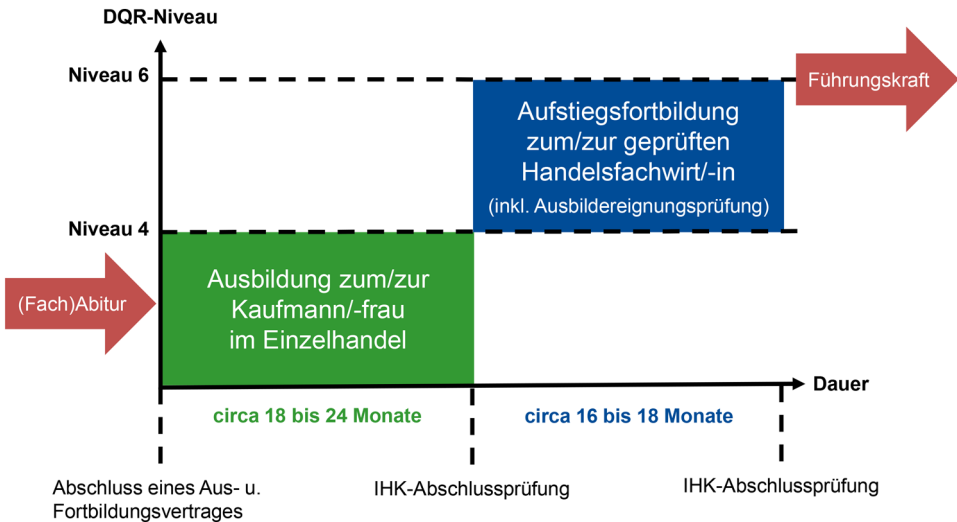 DQR-Niveau
Niveau 6
Führungskraft
Aufstiegsfortbildung
zum/zur geprüften
Handelsfachwirt/-in
(inkl. Ausbildereignungsprüfung)
Niveau 4
(Fach)Abitur
Ausbildung zum/zur
Kaufmann/-frau
im Einzelhandel
Dauer
circa 18 bis 24 Monate
circa 16 bis 18 Monate
Abschluss eines Aus- u.
Fortbildungsvertrages
IHK-Abschlussprüfung
IHK-Abschlussprüfung